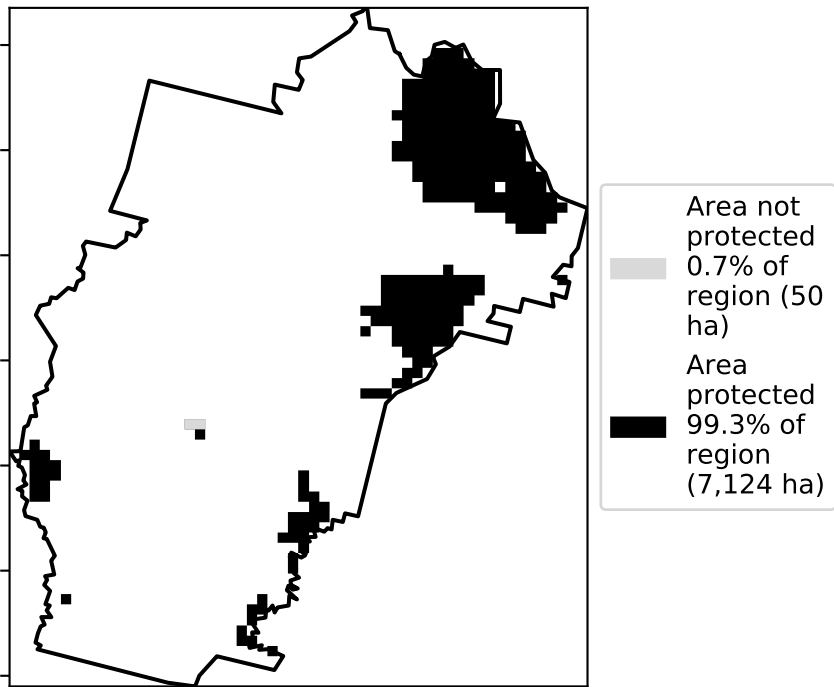 Area not
protected
0.7% of
region (50
ha)
Area
protected
99.3% of
region
(7,124 ha)